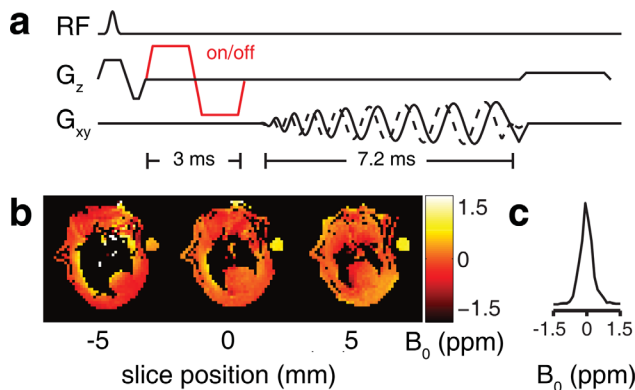 a
RF
on/off
Gz
Gxy
3 ms
7.2 ms
b
c
1.5
0
-1.5
-5
0
5
B0 (ppm)
slice position (mm)
-1.5 0 1.5
B0 (ppm)